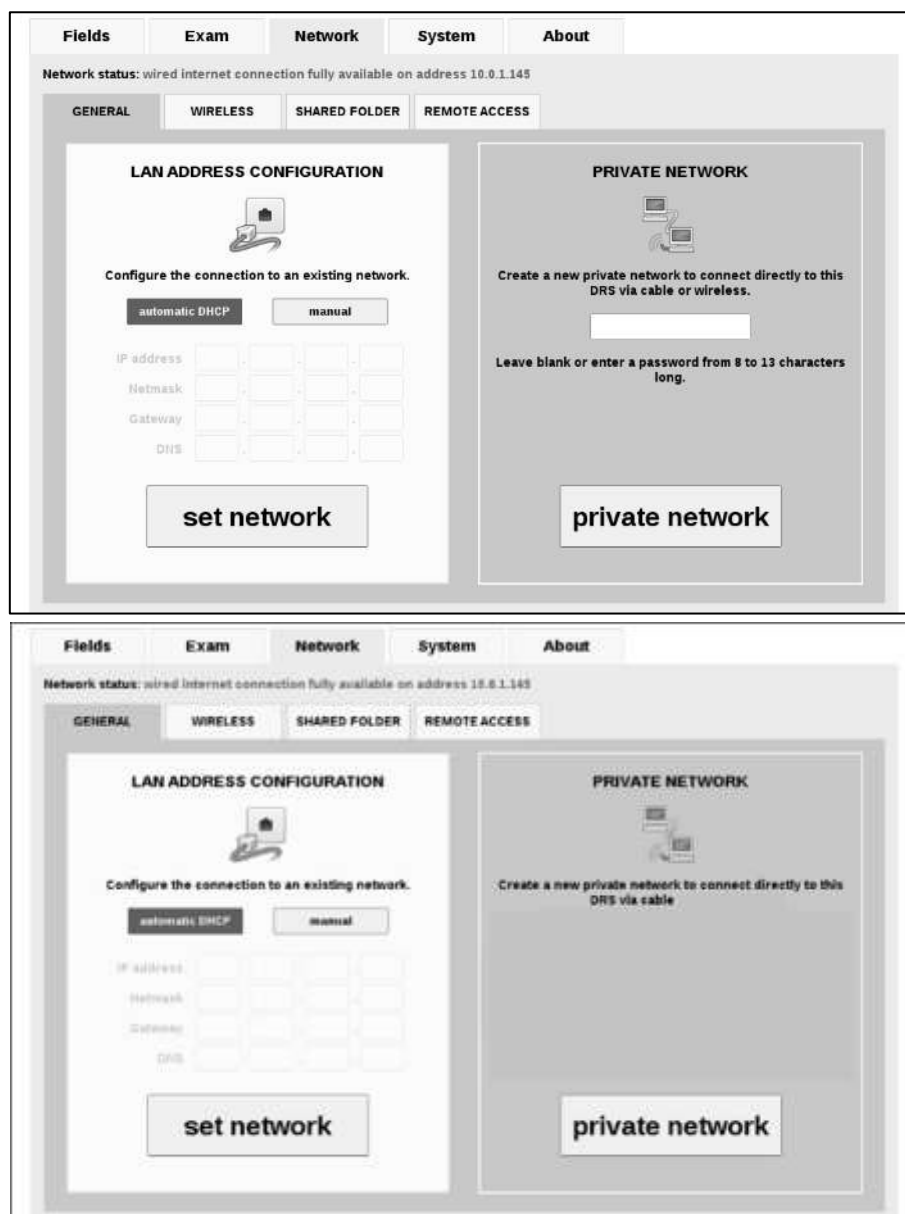 Fields Exam Network System About
Network status: wired internet connection fully available on address 10.0.1.145
GENERAL WIRELESS SHARED FOLDER REMOTE ACCESS
LAN ADDRESS CONFIGURATION
Configure the connection to an existing network.
automatic DHCP manual
IP address
Netmask
Gateway
DNS
set network
PRIVATE NETWORK
Create a new private network to connect directly to this
DRS via cable or wireless.
Leave blank or enter a password from 8 to 13 characters
long.
private network
Fields Exam Network System About
Network status: wired internet connection fully available on address 10.0.1.145
GENERAL WIRELESS SHARED FOLDER REMOTE ACCESS
LAN ADDRESS CONFIGURATION
Configure the connection to an existing network.
automatic DHCP manual
IP address
Netmask
Gateway
DNS
set network
PRIVATE NETWORK
Create a new private network to connect directly to this
DRS via cable
private network